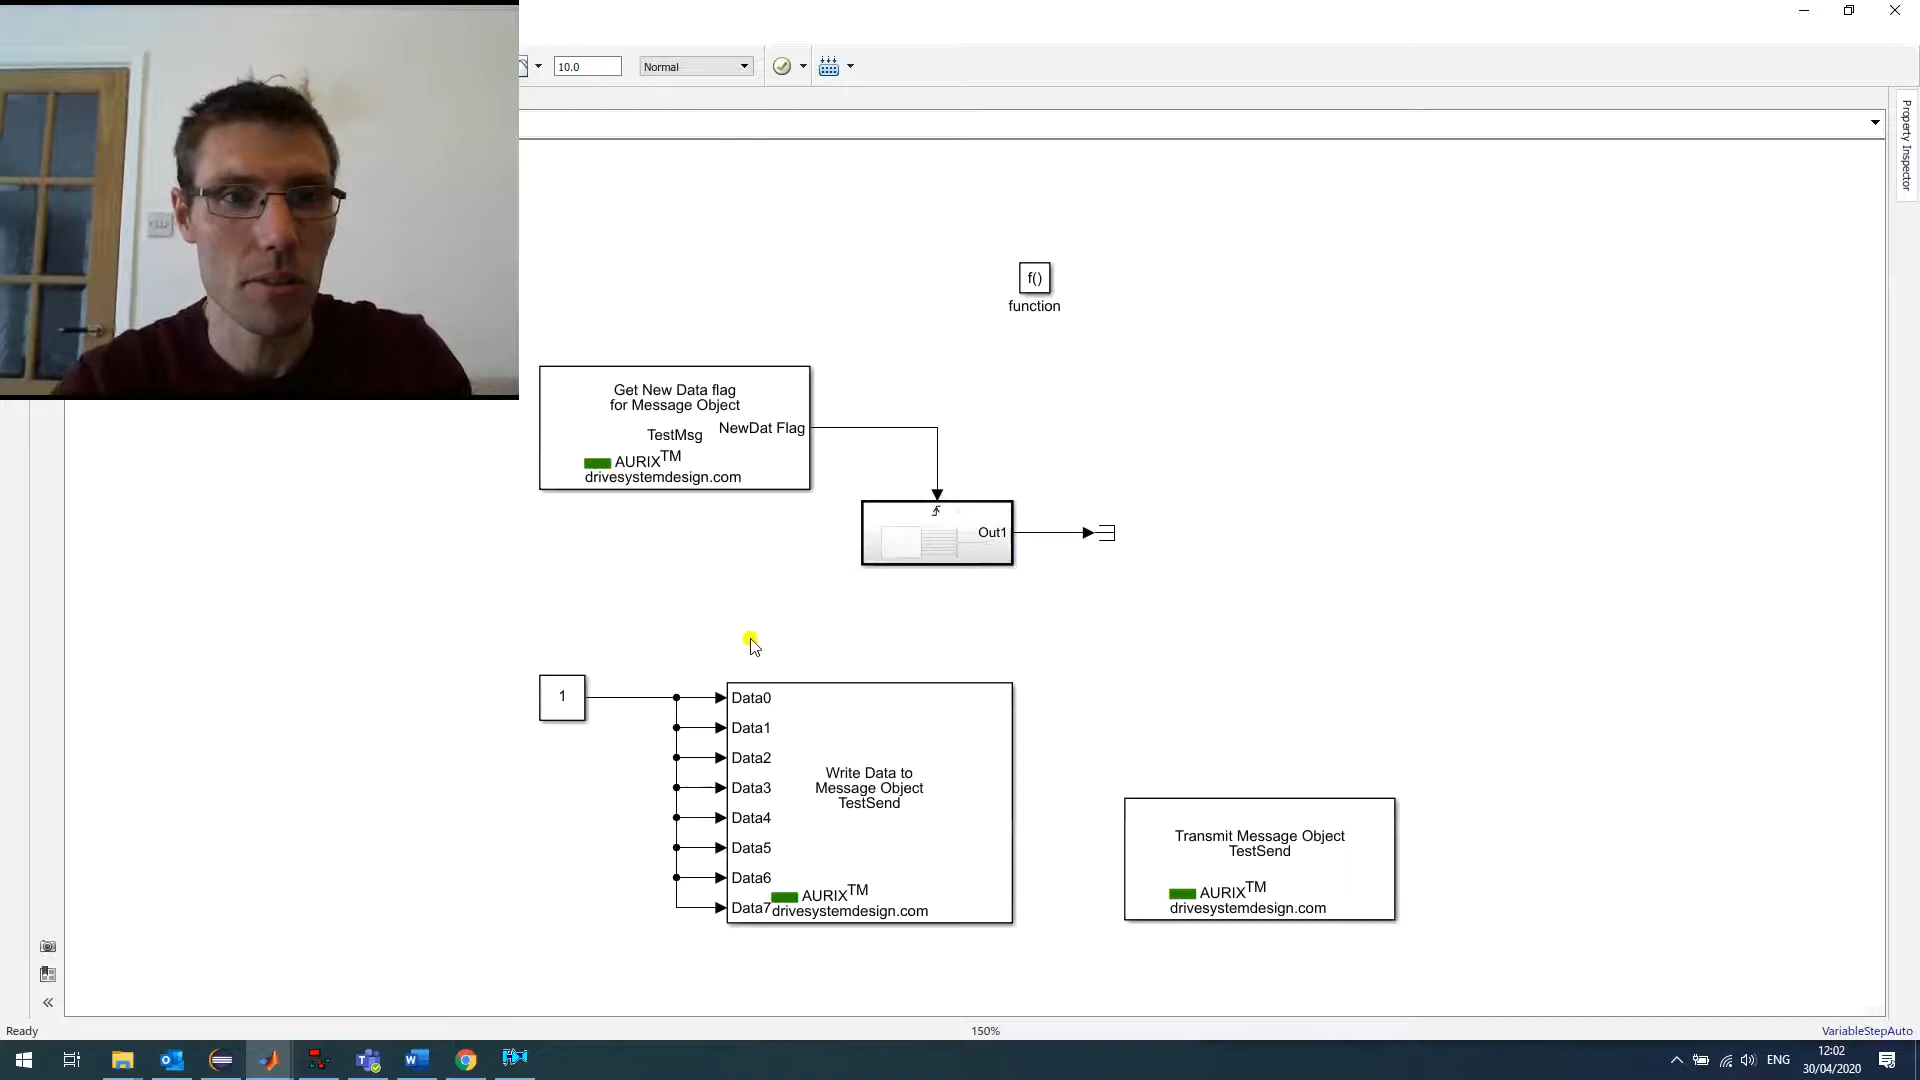 10.0
Normal
Property Inspector
f()
function
Get New Data flag
for Message Object
NewDat Flag
TestMsg
AURIX™
drivesystemdesign.com
Out1
1
Data0
Data1
Data2
Data3
Data4
Data5
Data6
Data7
Write Data to
Message Object
TestSend
AURIX™
drivesystemdesign.com
Transmit Message Object
TestSend
AURIX™
drivesystemdesign.com
Ready
150%
VariableStepAuto
ENG
12:02
30/04/2020